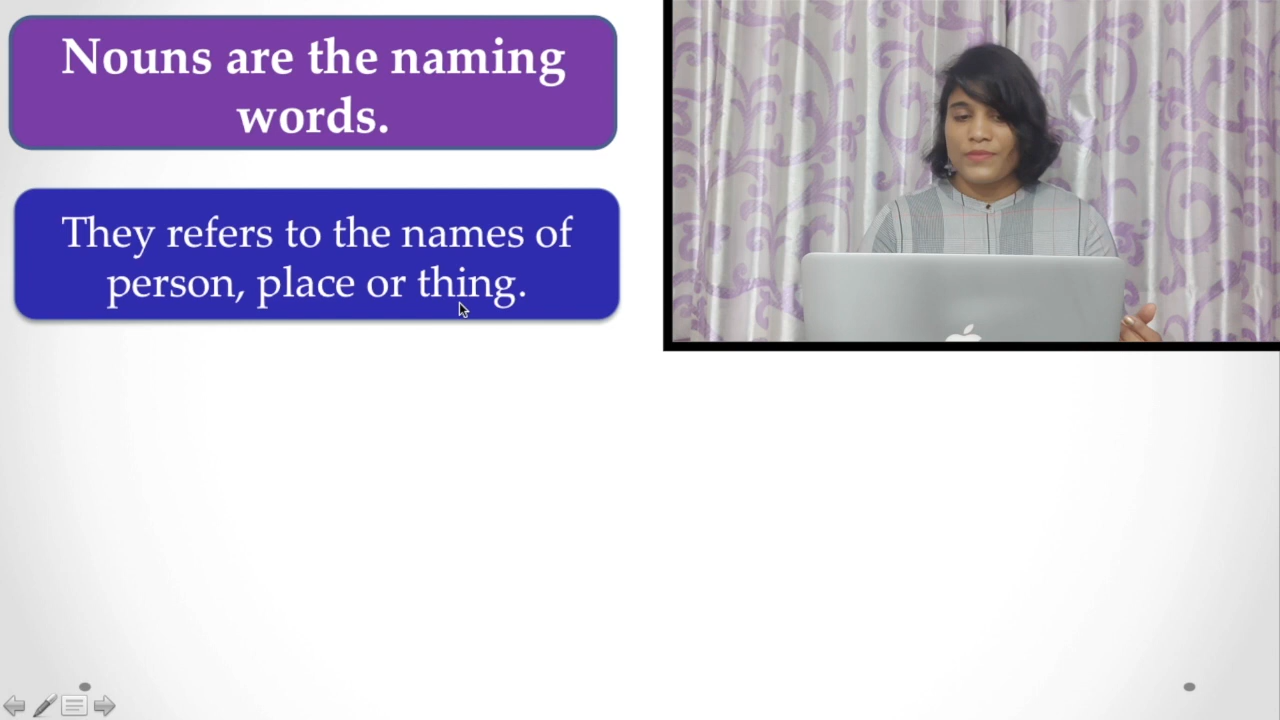 Nouns are the naming
words.
They refers to the names of
person, place or thing.